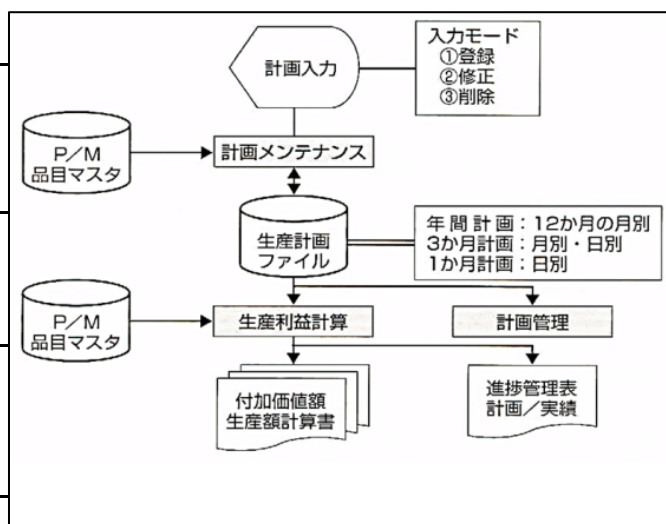 計画入力
入力モード
①登録
②修正
③削除
P/M
品目マスタ
計画メンテナンス
生産計画
ファイル
年間計画:12か月の月別
3か月計画:月別・日別
1か月計画:日別
P/M
品目マスタ
生産利益計算
計画管理
付加価値額
生産額計算書
進捗管理表
計画/実績